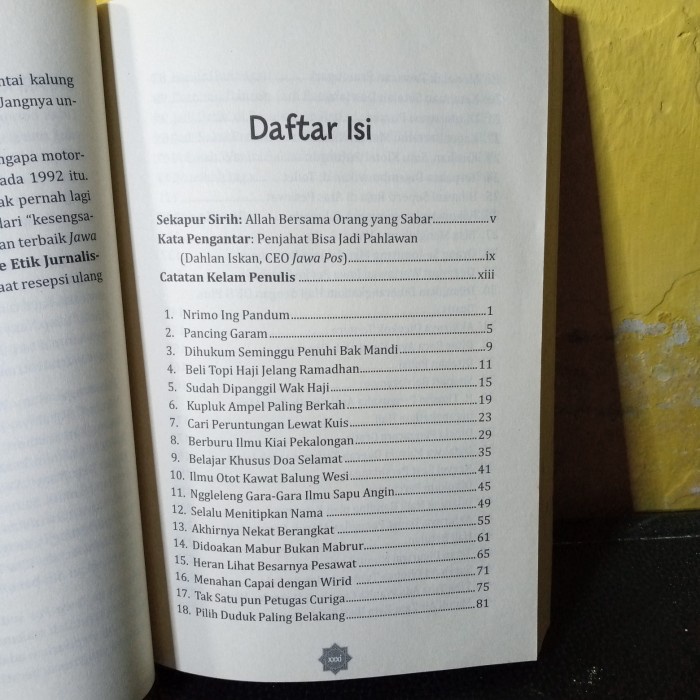 ntai kalung
Jangnya un-
ngapa motor-
ada 1992 itu.
ak pernah lagi
lari "kesengsa-
an terbaik Jawa
e Etik Jurnalis-
aat resepsi ulang
Daftar Isi
Sekapur Sirih: Allah Bersama Orang yang Sabar.....................v
Kata Pengantar: Penjahat Bisa Jadi Pahlawan
(Dahlan Iskan, CEO Jawa Pos)..................................................ix
Catatan Kelam Penulis ................................................................xiii
1. Nrimo Ing Pandum..................................................................1
2. Pancing Garam........................................................................5
3. Dihukum Seminggu Penuhi Bak Mandi...............................9
4. Beli Topi Haji Jelang Ramadhan.........................................11
5. Sudah Dipanggil Wak Haji....................................................15
6. Kupluk Ampel Paling Berkah...............................................19
7. Cari Peruntungan Lewat Kuis..............................................23
8. Berburu Ilmu Kiai Pekalongan............................................29
9. Belajar Khusus Doa Selamat ...............................................35
10. Ilmu Otot Kawat Balung Wesi............................................41
11. Nggleleng Gara-Gara Ilmu Sapu Angin............................45
12. Selalu Menitipkan Nama ....................................................49
13. Akhirnya Nekat Berangkat .................................................55
14. Didoakan Mabur Bukan Mabrur........................................61
15. Heran Lihat Besarnya Pesawat..........................................65
16. Menahan Capai dengan Wirid ...........................................71
17. Tak Satu pun Petugas Curiga..............................................75
18. Pilih Duduk Paling Belakang..............................................81
xxxi